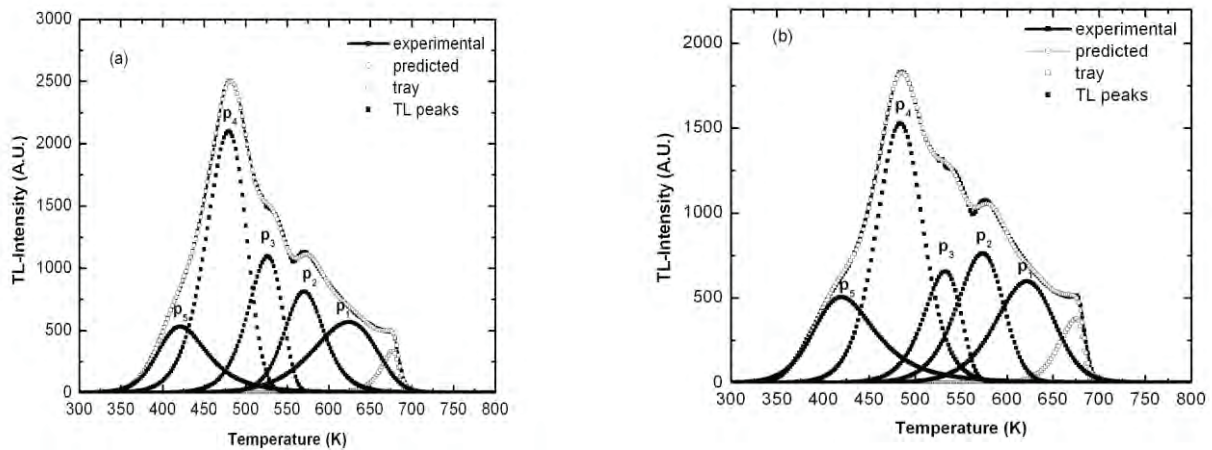 (a)
experimental
predicted
tray
TL peaks
3000
2500
2000
1500
1000
500
0
TL-Intensity (A.U.)
p4
p3
p2
p1
p5
300 350 400 450 500 550 600 650 700 750 800
Temperature (K)
(b)
experimental
predicted
tray
TL peaks
2000
1500
1000
500
0
TL-Intensity (A.U.)
p4
p3
p2
p1
p5
300 350 400 450 500 550 600 650 700 750 800
Temperature (K)